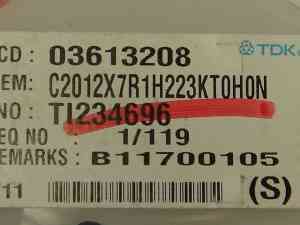 TDK
CD : 03613208
EM: C2012X7R1H223KT0H0N
NO : TI234696
EQ NO : 1/119
EMARKS : B11700105
11 (S)